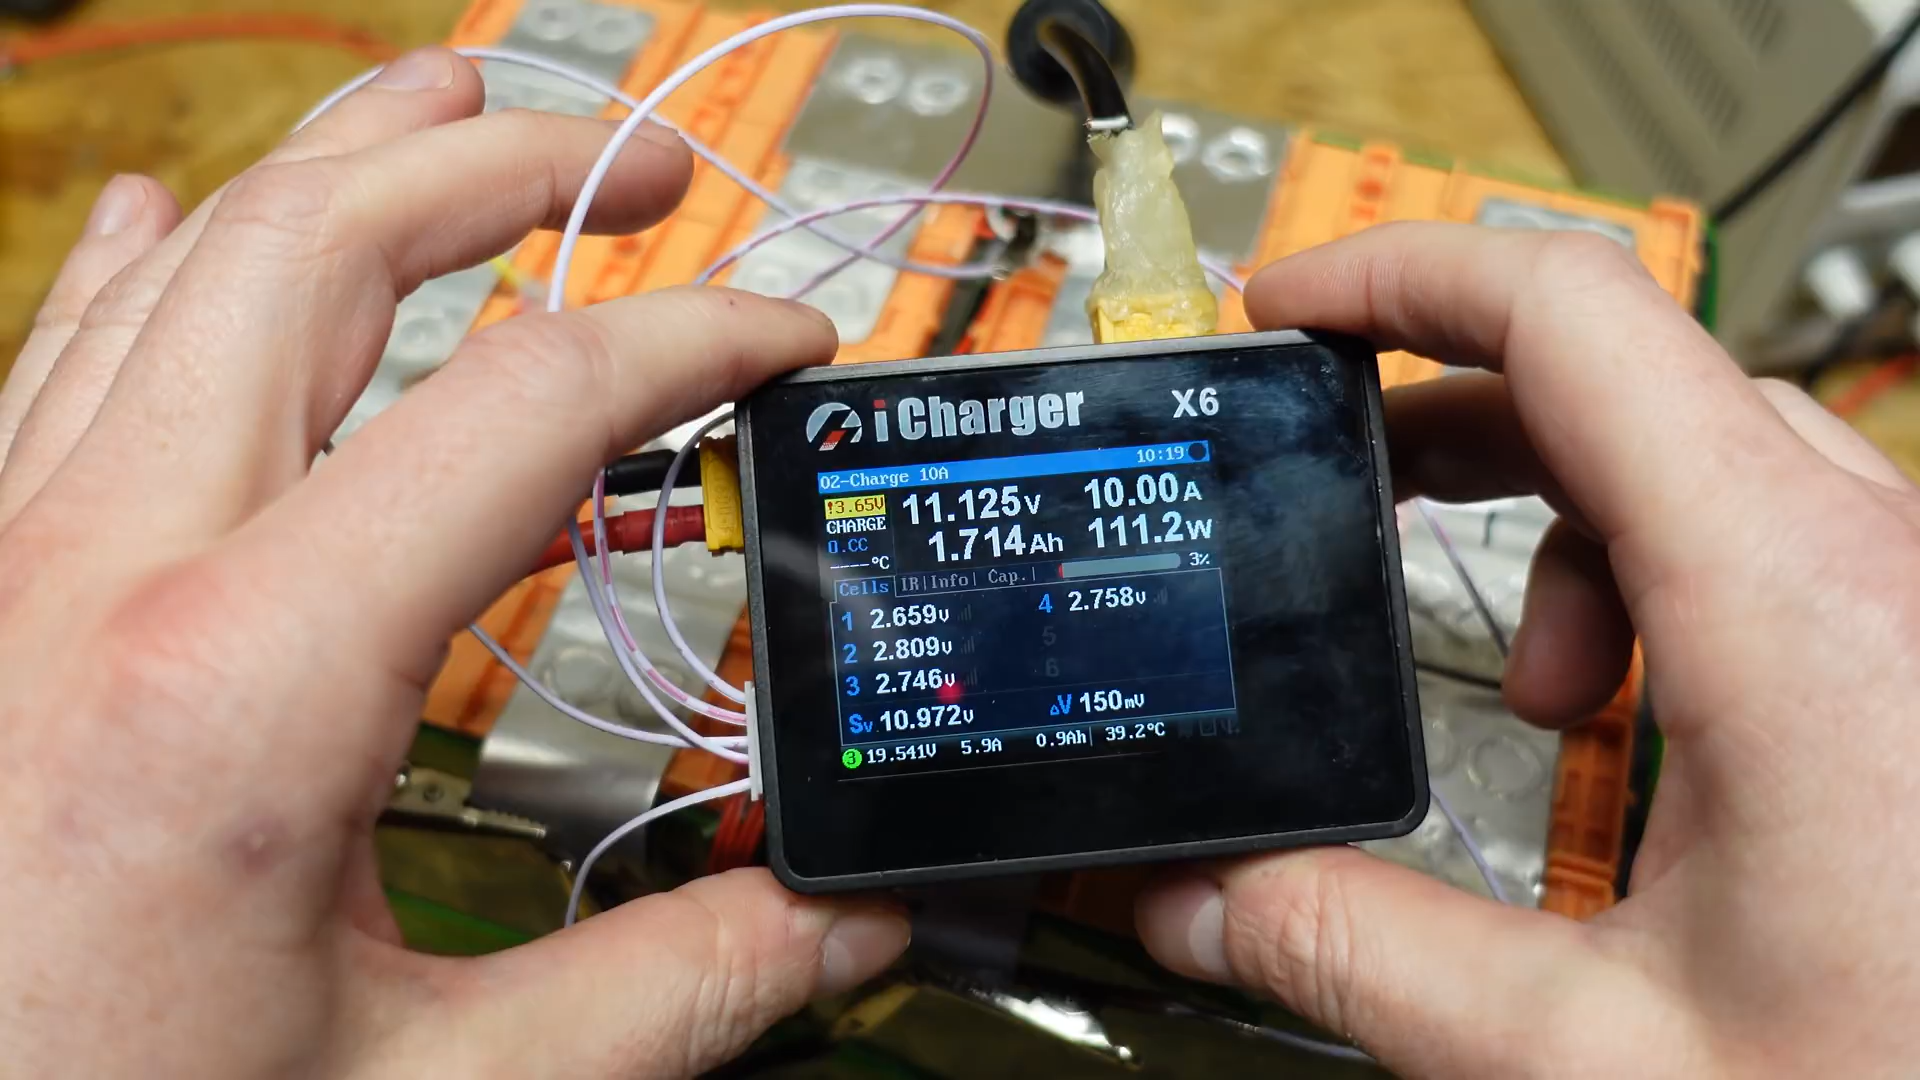 iCharger X6
02-Charge 10A 10:19
!3.65V 11.125V 10.00A
CHARGE
0.CC 1.714Ah 111.2W
----°C
Cells IR|Info| Cap.| 3%
1 2.659V 4 2.758V
2 2.809V 5
3 2.746V 6
Sv 10.972V ΔV 150mV
3 19.541V 5.9A 0.9Ah| 39.2°C